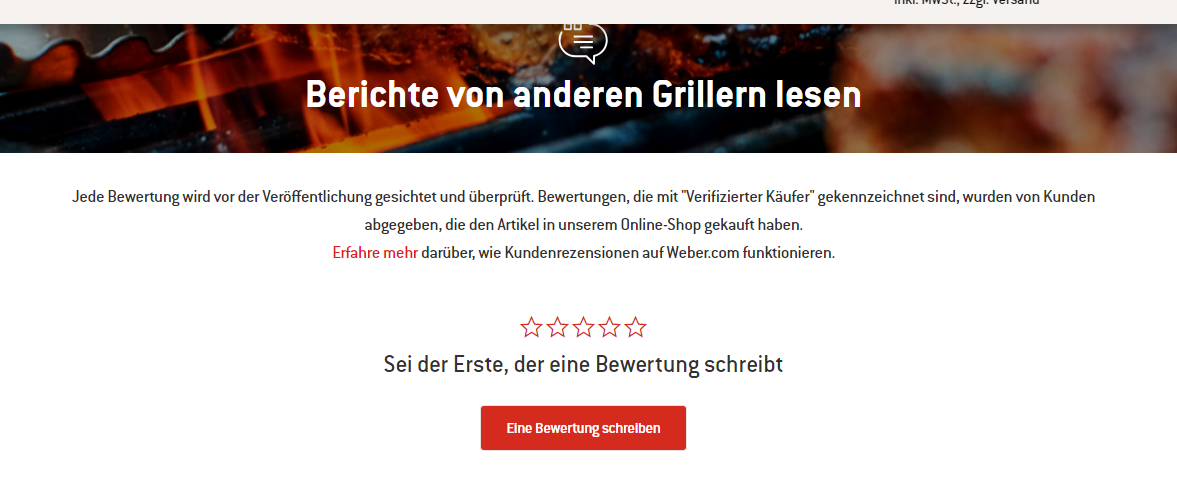 inkl. MwSt., zzgl. Versand
Berichte von anderen Grillern lesen
Jede Bewertung wird vor der Veröffentlichung gesichtet und überprüft. Bewertungen, die mit "Verifizierter Käufer" gekennzeichnet sind, wurden von Kunden
abgegeben, die den Artikel in unserem Online-Shop gekauft haben.
Erfahre mehr darüber, wie Kundenrezensionen auf Weber.com funktionieren.
Sei der Erste, der eine Bewertung schreibt
Eine Bewertung schreiben